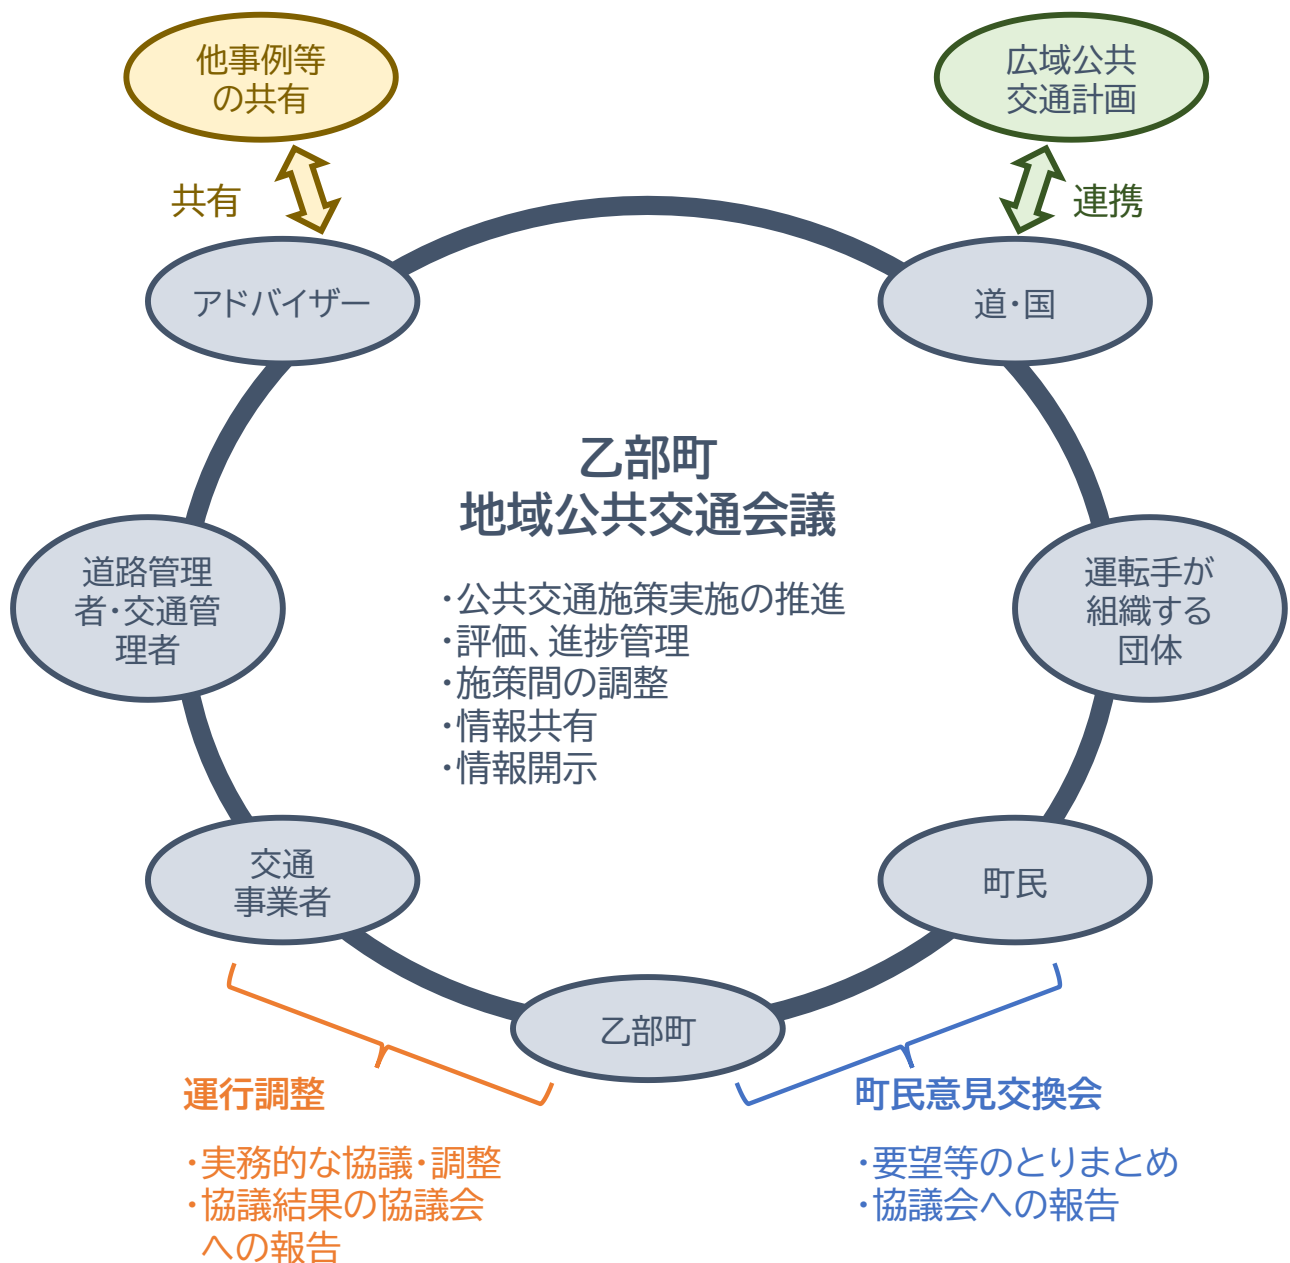 他事例等
の共有
広域公共
交通計画
共有
連携
アドバイザー
道・国
乙部町
地域公共交通会議
・公共交通施策実施の推進
・評価、進捗管理
・施策間の調整
・情報共有
・情報開示
道路管理
者・交通管
理者
運転手が
組織する
団体
交通
事業者
町民
乙部町
運行調整
・実務的な協議・調整
・協議結果の協議会
への報告
町民意見交換会
・要望等のとりまとめ
・協議会への報告